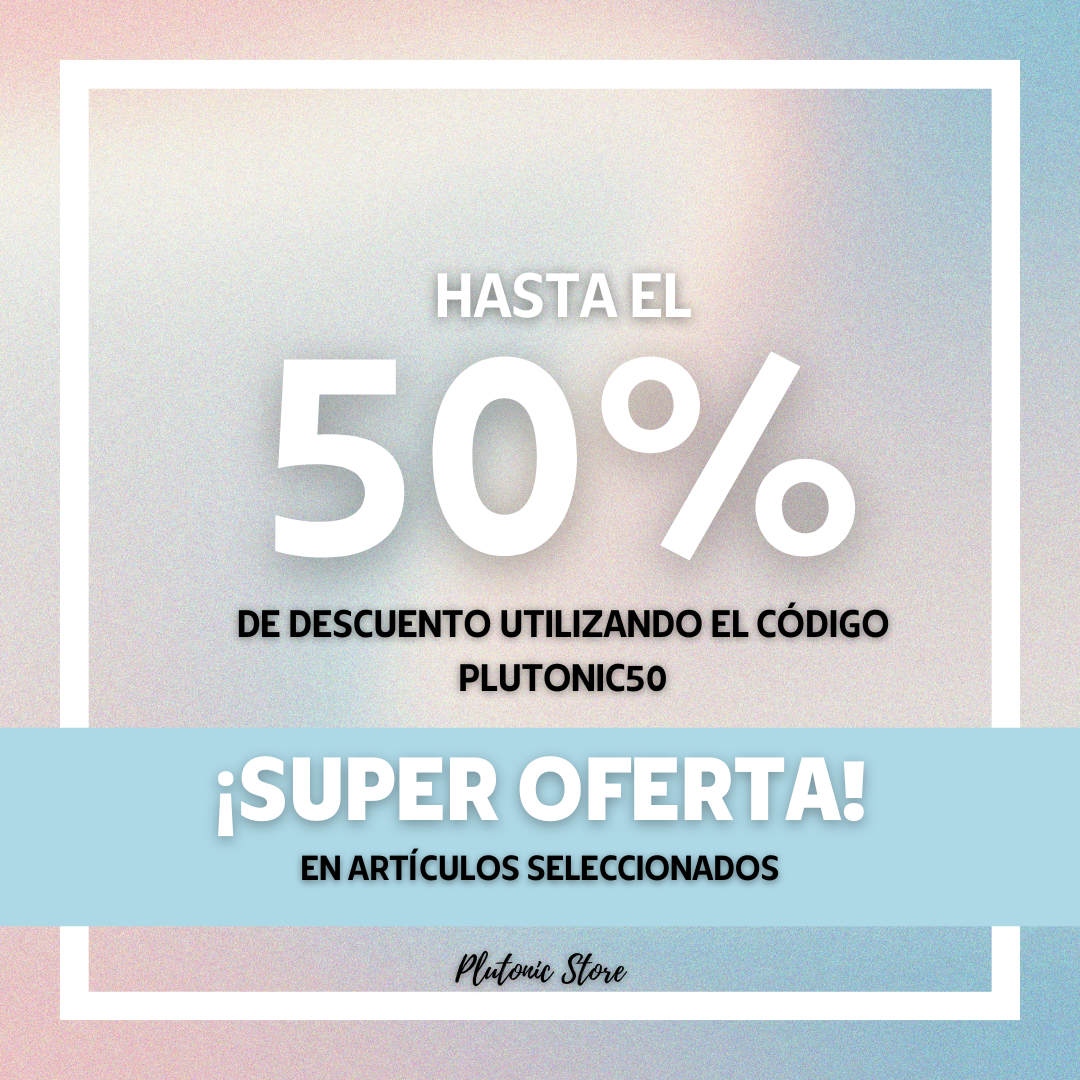 HASTA EL
50%
DE DESCUENTO UTILIZANDO EL CÓDIGO
PLUTONIC50
¡SUPER OFERTA!
EN ARTÍCULOS SELECCIONADOS
Plutonic Store